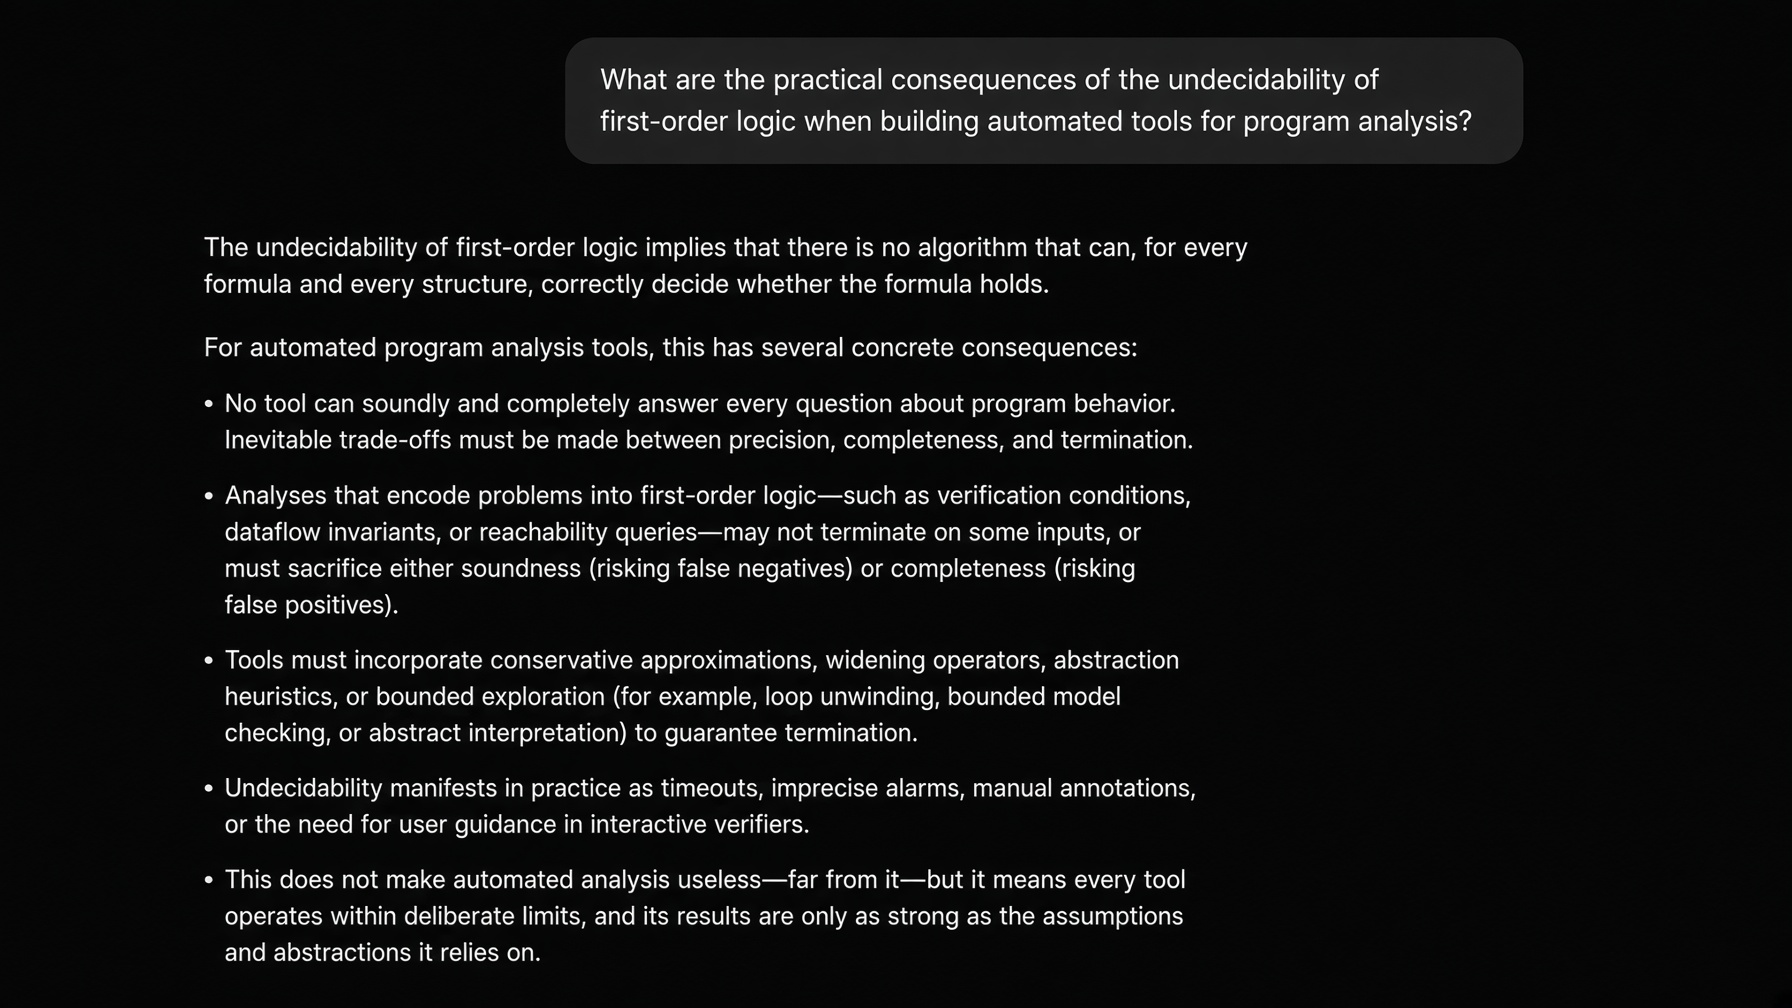 What are the practical consequences of the undecidability of
first-order logic when building automated tools for program analysis?
The undecidability of first-order logic implies that there is no algorithm that can, for every
formula and every structure, correctly decide whether the formula holds.
For automated program analysis tools, this has several concrete consequences:
• No tool can soundly and completely answer every question about program behavior.
Inevitable trade-offs must be made between precision, completeness, and termination.
• Analyses that encode problems into first-order logic—such as verification conditions,
dataflow invariants, or reachability queries—may not terminate on some inputs, or
must sacrifice either soundness (risking false negatives) or completeness (risking
false positives).
• Tools must incorporate conservative approximations, widening operators, abstraction
heuristics, or bounded exploration (for example, loop unwinding, bounded model
checking, or abstract interpretation) to guarantee termination.
• Undecidability manifests in practice as timeouts, imprecise alarms, manual annotations,
or the need for user guidance in interactive verifiers.
• This does not make automated analysis useless—far from it—but it means every tool
operates within deliberate limits, and its results are only as strong as the assumptions
and abstractions it relies on.